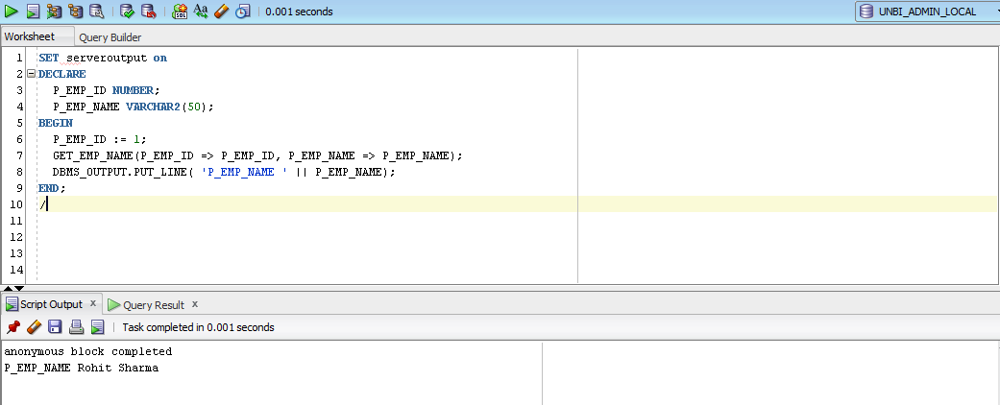 0.001 seconds
UNBI_ADMIN_LOCAL
Worksheet Query Builder
1 SET serveroutput on
2 DECLARE
3 P_EMP_ID NUMBER;
4 P_EMP_NAME VARCHAR2(50);
5 BEGIN
6 P_EMP_ID := 1;
7 GET_EMP_NAME(P_EMP_ID => P_EMP_ID, P_EMP_NAME => P_EMP_NAME);
8 DBMS_OUTPUT.PUT_LINE( 'P_EMP_NAME ' || P_EMP_NAME);
9 END;
10 /
11
12
13
14
Script Output x Query Result x
Task completed in 0.001 seconds
anonymous block completed
P_EMP_NAME Rohit Sharma